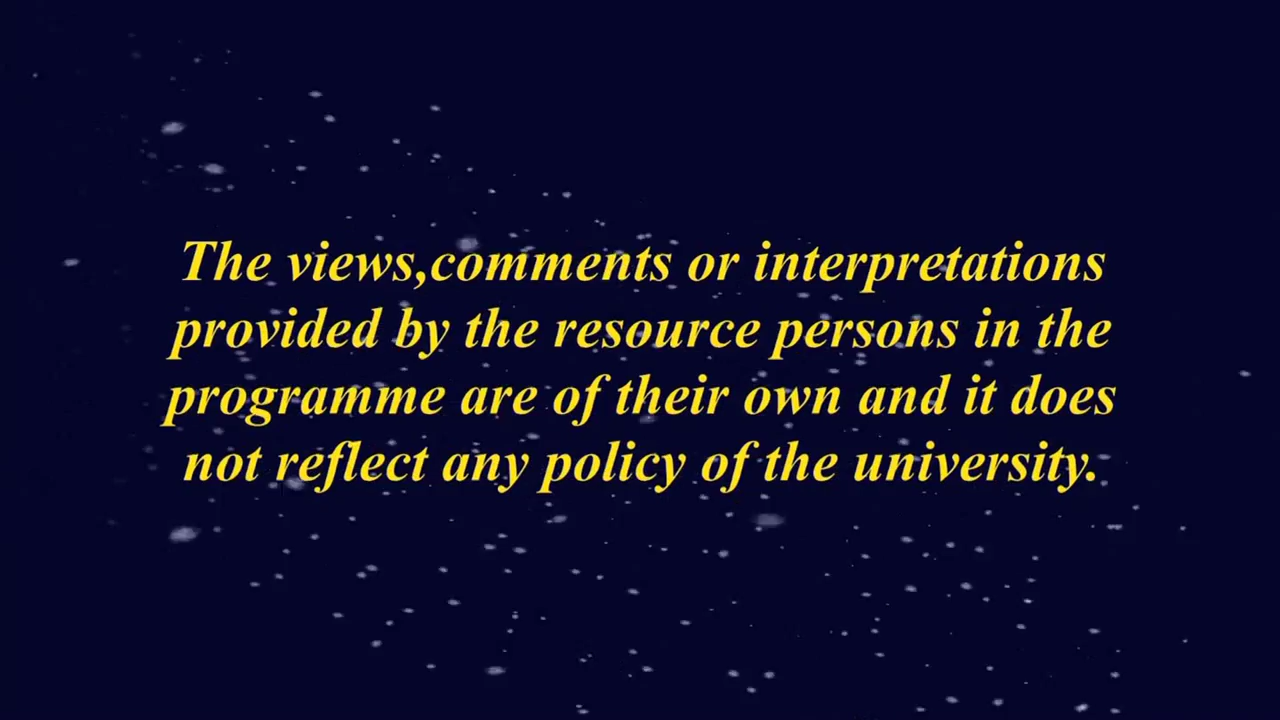 The views,comments or interpretations
provided by the resource persons in the
programme are of their own and it does
not reflect any policy of the university.